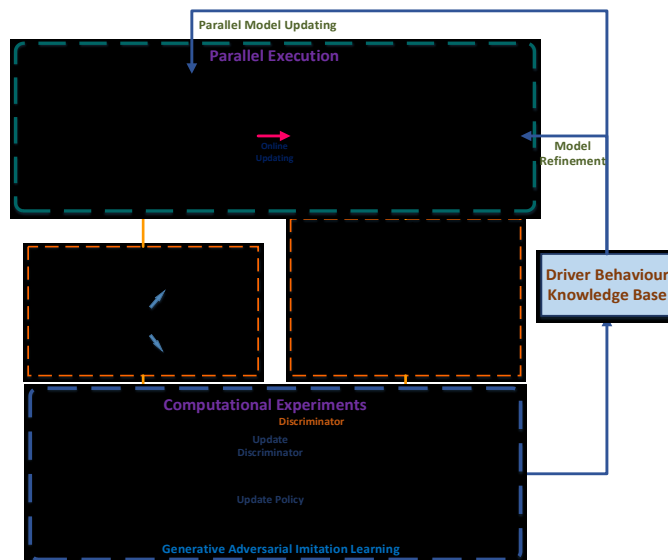 Parallel Model Updating
Parallel Execution
Online
Updating
Model
Refinement
Driver Behaviour
Knowledge Base
Computational Experiments
Discriminator
Update
Discriminator
Update Policy
Generative Adversarial Imitation Learning